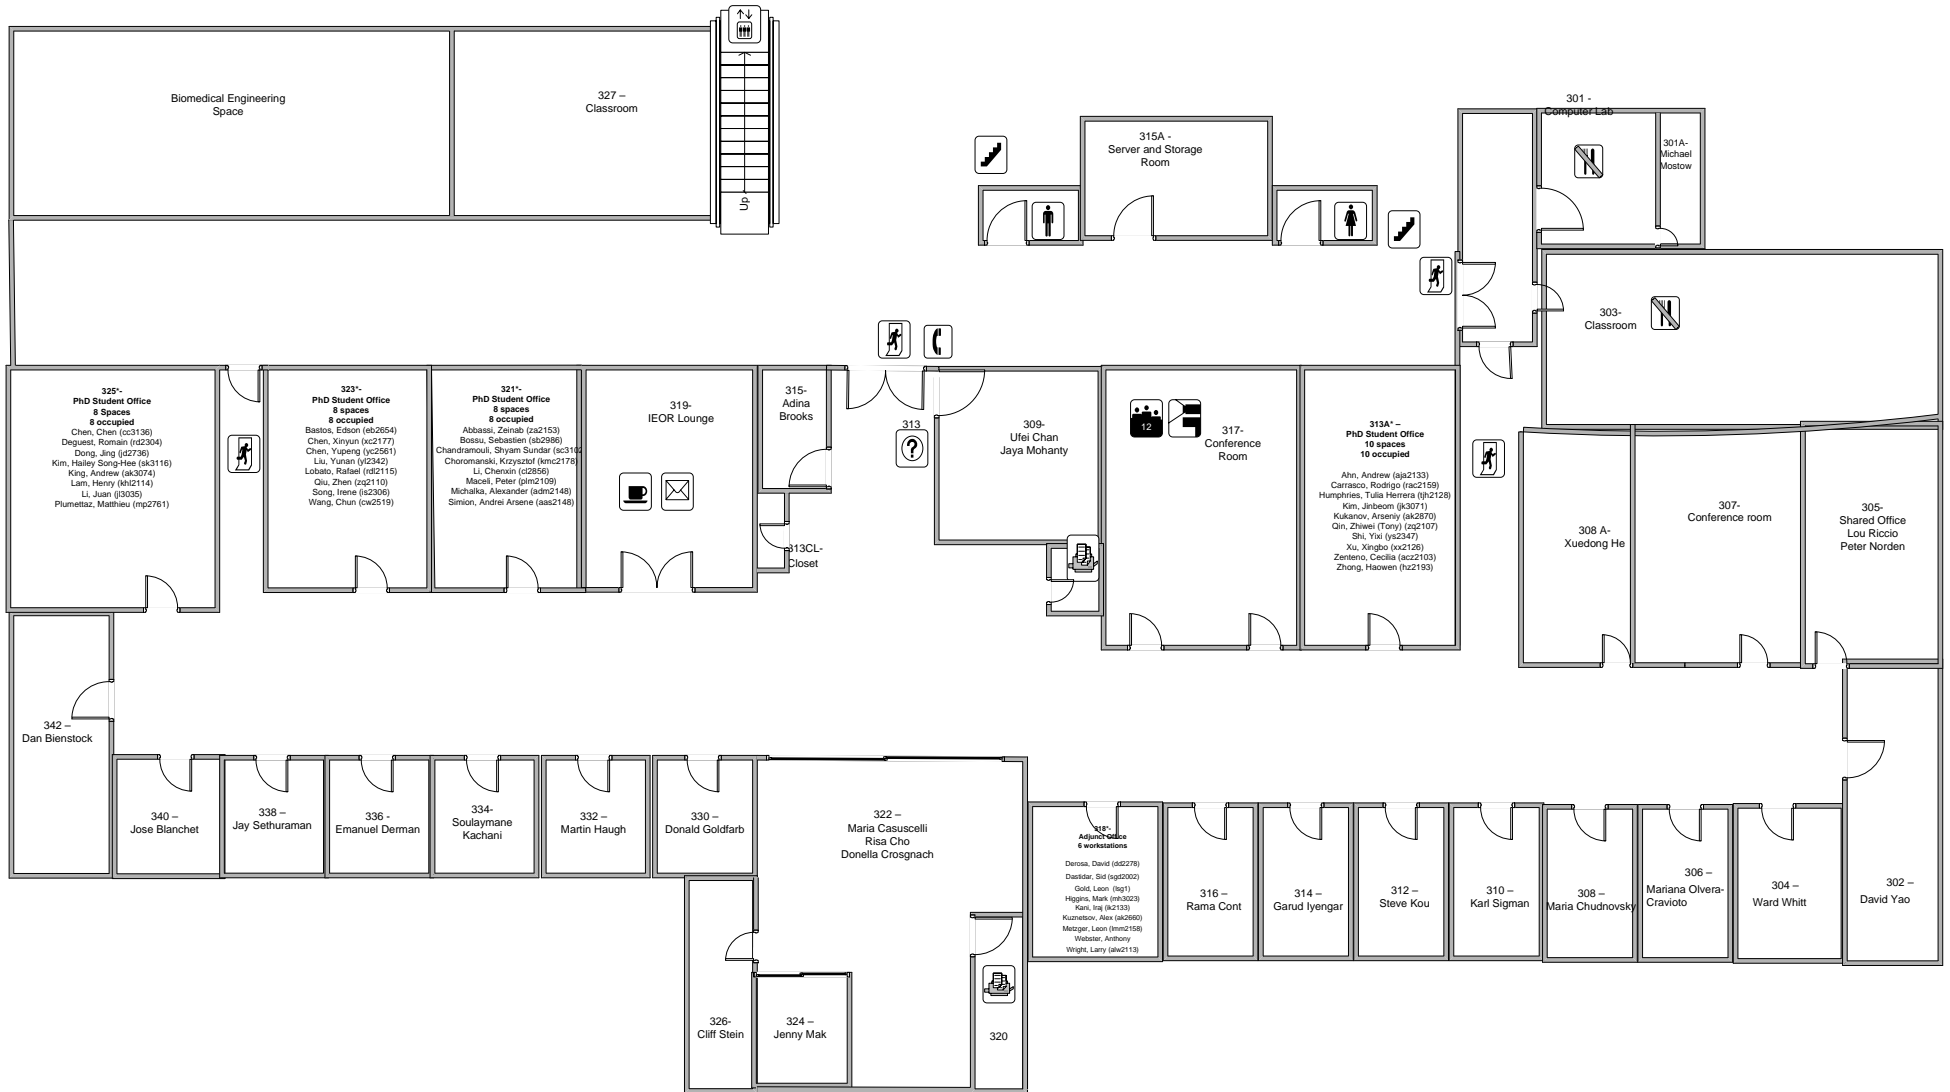 Biomedical Engineering
Space
327 –
Classroom
Up
315A -
Server and Storage
Room
301 -
Computer Lab
301A-
Michael
Mostow
303-
Classroom
325*-
PhD Student Office
8 Spaces
8 occupied
Chen, Chen (cc3136)
Deguest, Romain (rd2304)
Dong, Jing (jd2736)
Kim, Hailey Song-Hee (sk3116)
King, Andrew (ak3074)
Lam, Henry (khl2114)
Li, Juan (jl3035)
Plumettaz, Matthieu (mp2761)
323*-
PhD Student Office
8 spaces
8 occupied
Bastos, Edson (eb2654)
Chen, Xinyun (xc2177)
Chen, Yupeng (yc2561)
Liu, Yunan (yl2342)
Lobato, Rafael (rdl2115)
Qiu, Zhen (zq2110)
Song, Irene (is2306)
Wang, Chun (cw2519)
321*-
PhD Student Office
8 spaces
8 occupied
Abbassi, Zeinab (za2153)
Bossu, Sebastien (sb2986)
Chandramouli, Shyam Sundar (sc3102
Choromanski, Krzysztof (kmc2178)
Li, Chenxin (cl2856)
Maceli, Peter (plm2109)
Michalka, Alexander (adm2148)
Simion, Andrei Arsene (aas2148)
319-
IEOR Lounge
315-
Adina
Brooks
313
?
313CL-
Closet
309-
Ufei Chan
Jaya Mohanty
12
317-
Conference
Room
313A* –
PhD Student Office
10 spaces
10 occupied
Ahn, Andrew (aja2133)
Carrasco, Rodrigo (rac2159)
Humphries, Tulia Herrera (tjh2128)
Kim, Jinbeom (jk3071)
Kukanov, Arseniy (ak2870)
Qin, Zhiwei (Tony) (zq2107)
Shi, Yixi (ys2347)
Xu, Xingbo (xx2126)
Zenteno, Cecilia (acz2103)
Zhong, Haowen (hz2193)
308 A-
Xuedong He
307-
Conference room
305-
Shared Office
Lou Riccio
Peter Norden
342 –
Dan Bienstock
340 –
Jose Blanchet
338 –
Jay Sethuraman
336 -
Emanuel Derman
334-
Soulaymane
Kachani
332 –
Martin Haugh
330 –
Donald Goldfarb
322 –
Maria Casuscelli
Risa Cho
Donella Crosgnach
318*-
Adjunct Office
6 workstations
Derosa, David (dd2278)
Dastidar, Sid (sgd2002)
Gold, Leon (lsg1)
Higgins, Mark (mh3023)
Kani, Iraj (ik2133)
Kuznetsov, Alex (ak2660)
Metzger, Leon (lmm2158)
Webster, Anthony
Wright, Larry (alw2113)
316 –
Rama Cont
314 –
Garud Iyengar
312 –
Steve Kou
310 –
Karl Sigman
308 –
Maria Chudnovsky
306 –
Mariana Olvera-
Cravioto
304 –
Ward Whitt
302 –
David Yao
326-
Cliff Stein
324 –
Jenny Mak
320